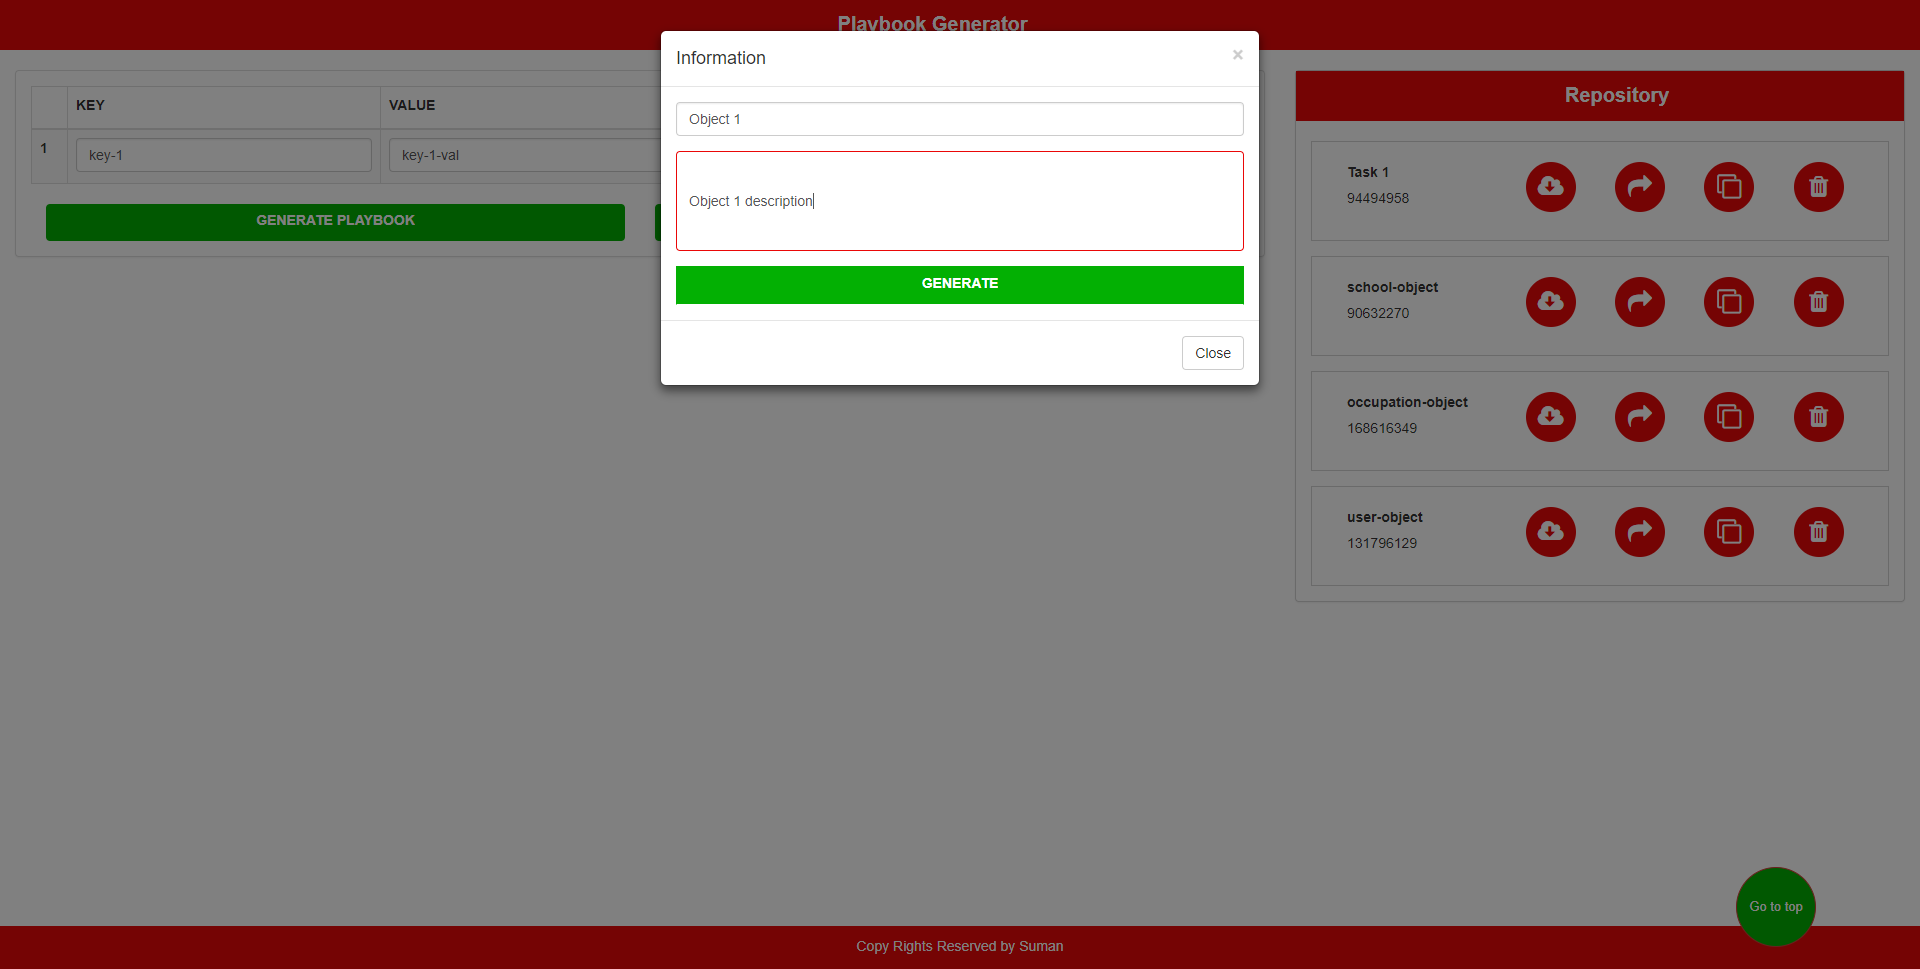 Playbook Generator
Information
×
Object 1
Object 1 description
GENERATE
Close
KEY
VALUE
1
key-1
key-1-val
GENERATE PLAYBOOK
Repository
Task 1
94494958
school-object
90632270
occupation-object
168616349
user-object
131796129
Go to top
Copy Rights Reserved by Suman